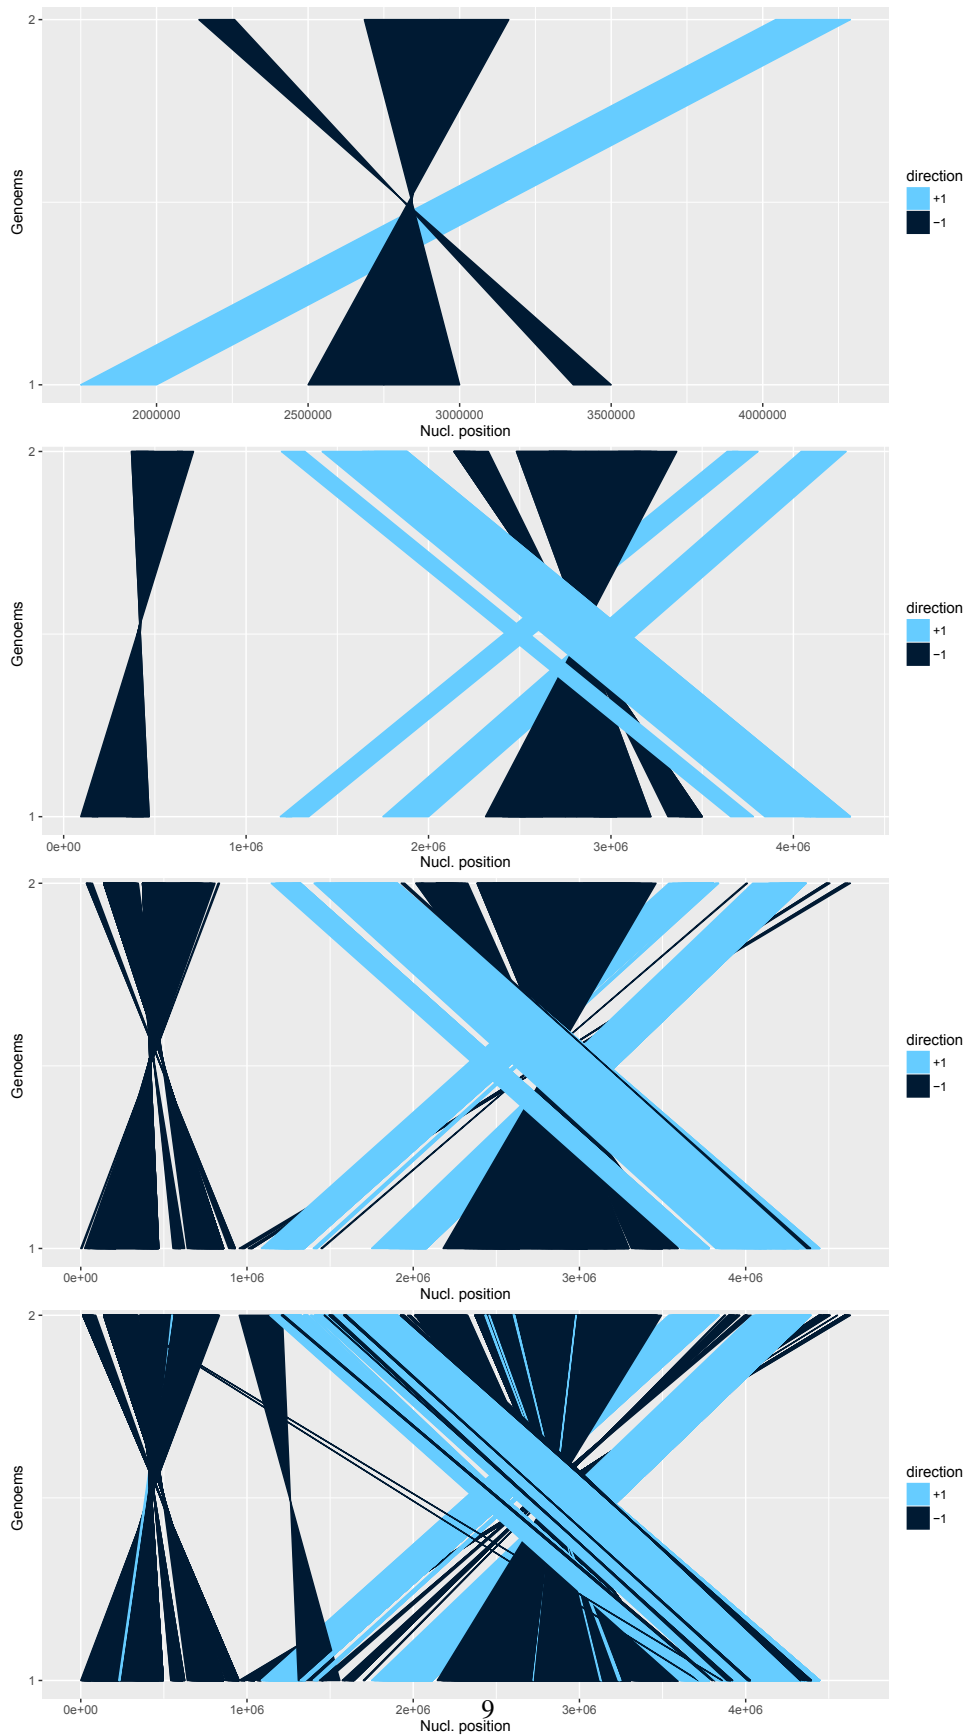 2
Genoems
1
2000000 2500000 3000000 3500000 4000000
Nucl. position
direction
+1
−1
2
Genoems
1
0e+00 1e+06 2e+06 3e+06 4e+06
Nucl. position
direction
+1
−1
2
Genoems
1
0e+00 1e+06 2e+06 3e+06 4e+06
Nucl. position
direction
+1
−1
2
Genoems
1
0e+00 1e+06 2e+06 3e+06 4e+06
Nucl. position
direction
+1
−1
9